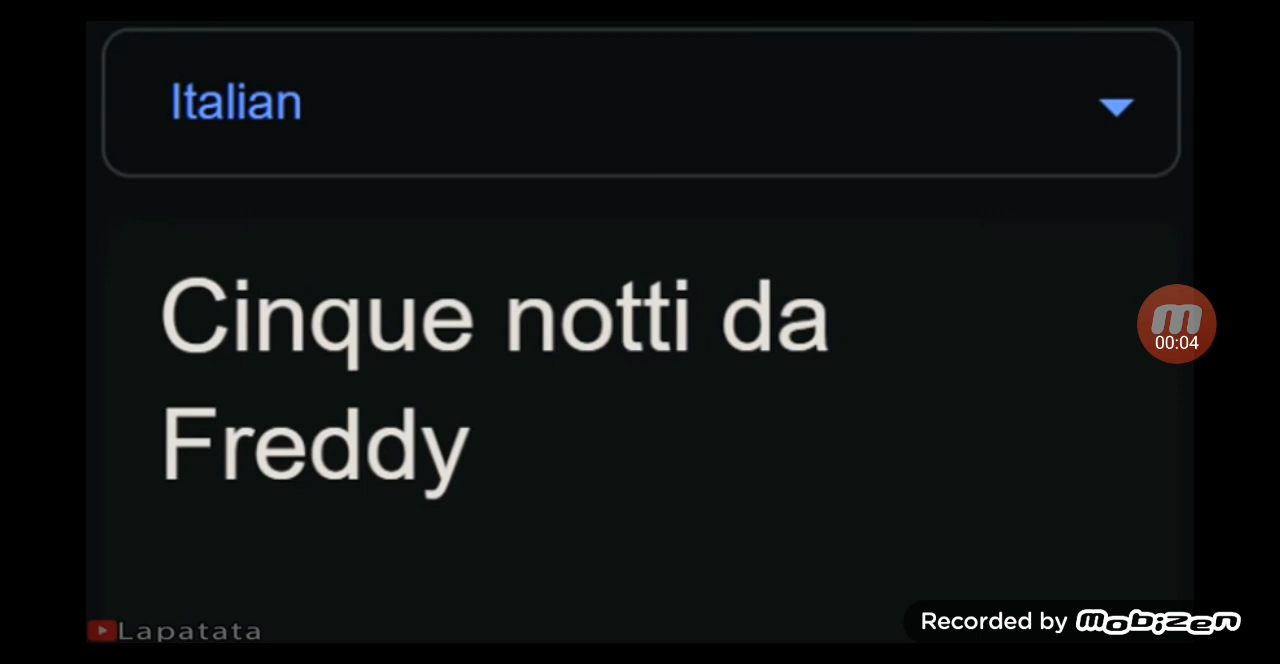 Italian
Cinque notti da
Freddy
00:04
Lapatata
Recorded by mobizen